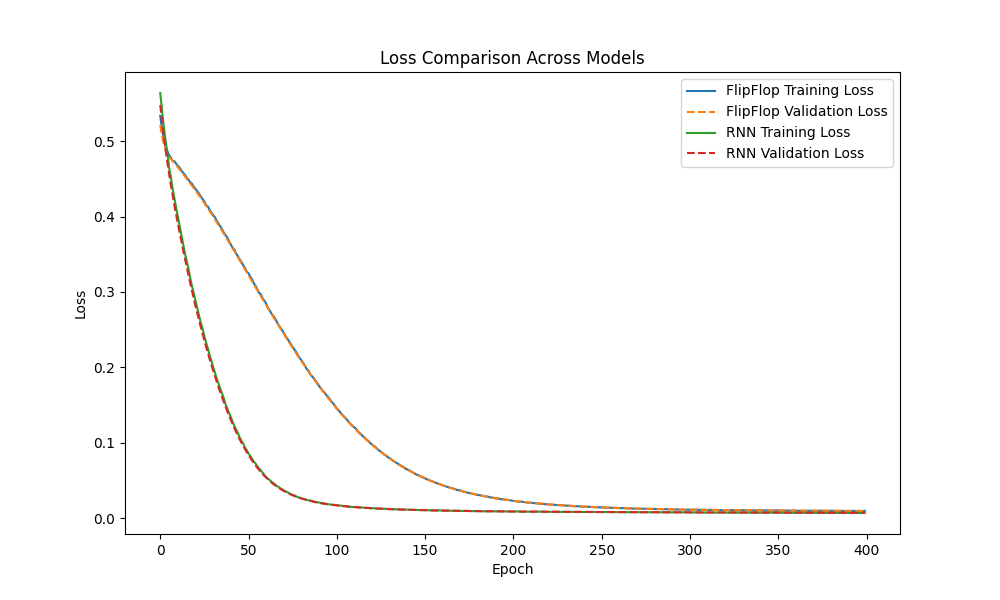 Loss Comparison Across Models
FlipFlop Training Loss
FlipFlop Validation Loss
RNN Training Loss
RNN Validation Loss
Loss
0.5
0.4
0.3
0.2
0.1
0.0
0 50 100 150 200 250 300 350 400
Epoch